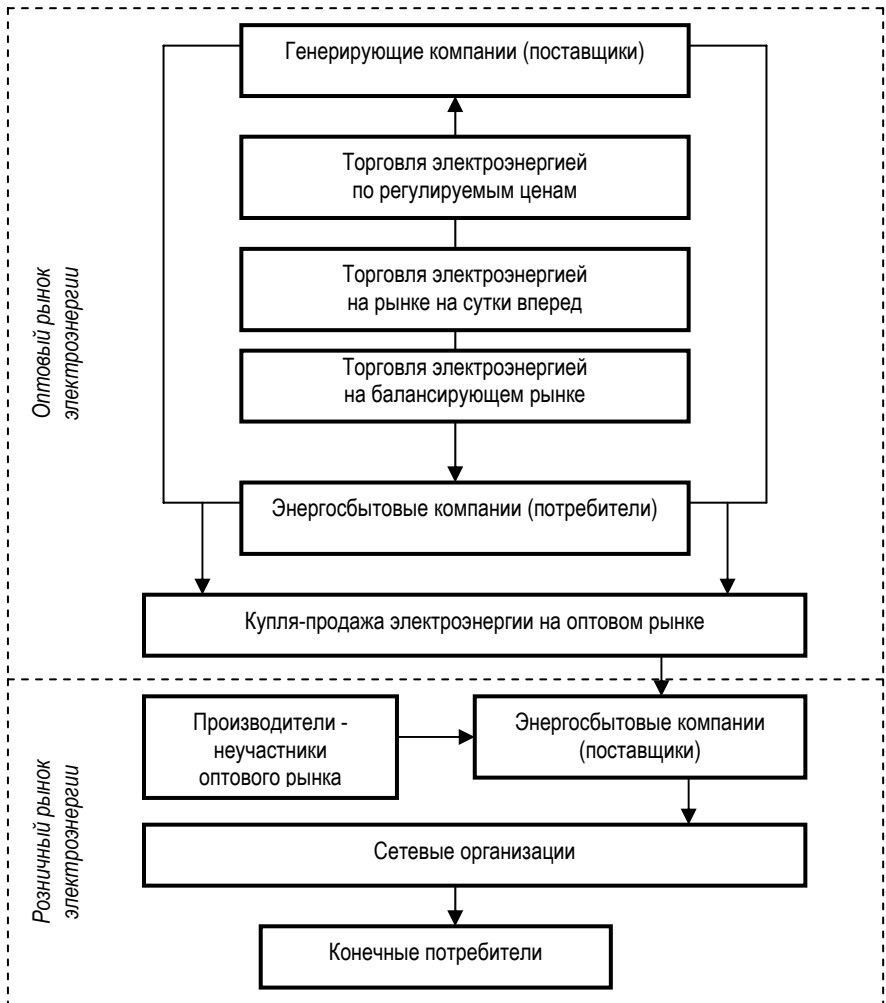 Генерирующие компании (поставщики)
Торговля электроэнергией
по регулируемым ценам
Торговля электроэнергией
на рынке на сутки вперед
Торговля электроэнергией
на балансирующем рынке
Оптовый рынок
электроэнергии
Энергосбытовые компании (потребители)
Купля-продажа электроэнергии на оптовом рынке
Производители -
неучастники
оптового рынка
Энергосбытовые компании
(поставщики)
Розничный рынок
электроэнергии
Сетевые организации
Конечные потребители